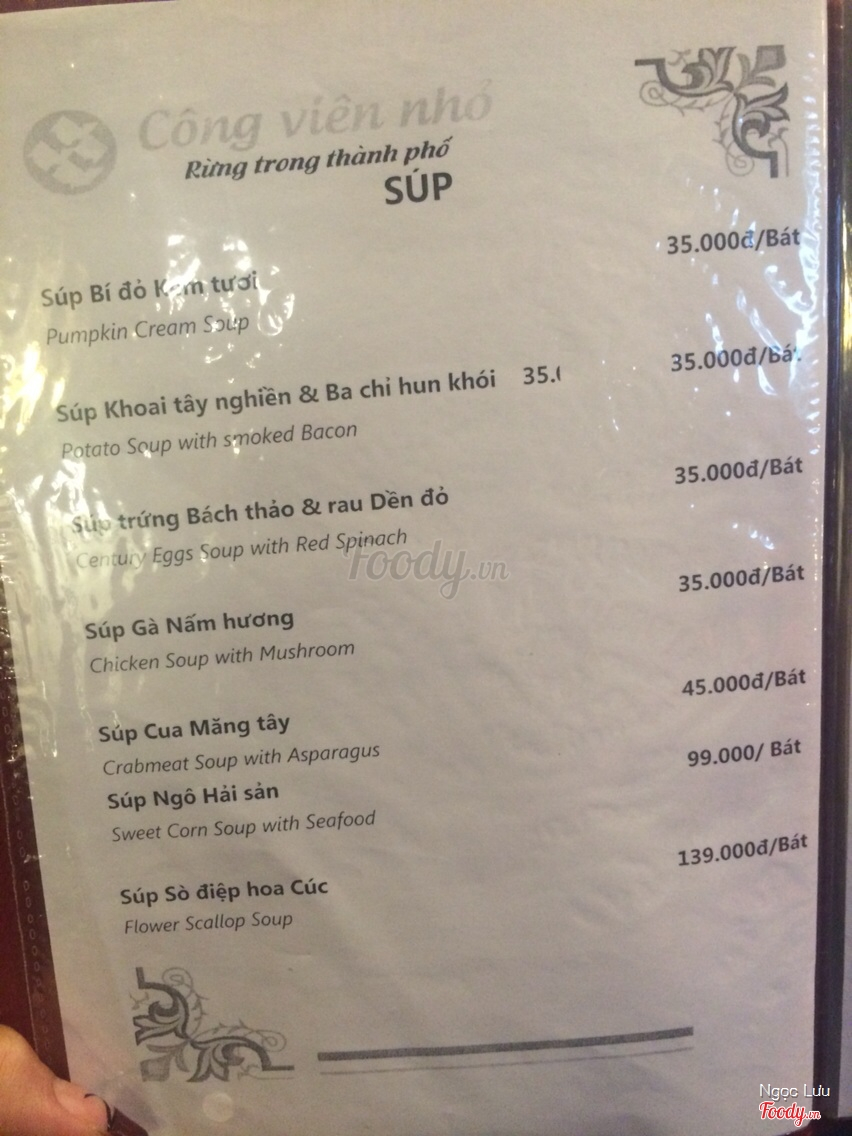 Công viên nhỏ
Rừng trong thành phố
SÚP
35.000đ/Bát
Súp Bí đỏ Kem tươi
Pumpkin Cream Soup
35.000đ/Bát
Súp Khoai tây nghiền & Ba chỉ hun khói 35.0
Potato Soup with smoked Bacon
35.000đ/Bát
Súp trứng Bách thảo & rau Dền đỏ
Century Eggs Soup with Red Spinach
Foody.vn
35.000đ/Bát
Súp Gà Nấm hương
Chicken Soup with Mushroom
45.000đ/Bát
Súp Cua Măng tây
Crabmeat Soup with Asparagus
99.000/ Bát
Súp Ngô Hải sản
Sweet Corn Soup with Seafood
139.000đ/Bát
Súp Sò điệp hoa Cúc
Flower Scallop Soup
Ngọc Lưu
Foody.vn